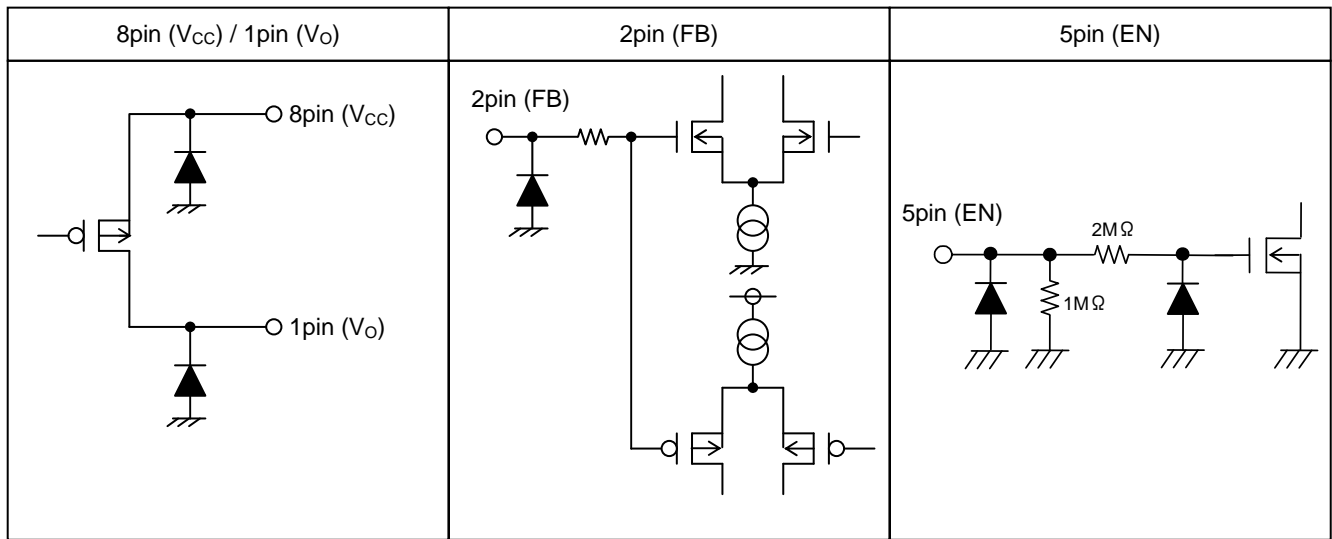 8pin (VCC) / 1pin (VO)
2pin (FB)
5pin (EN)
8pin (VCC)
1pin (VO)
2pin (FB)
5pin (EN)
2MΩ
1MΩ